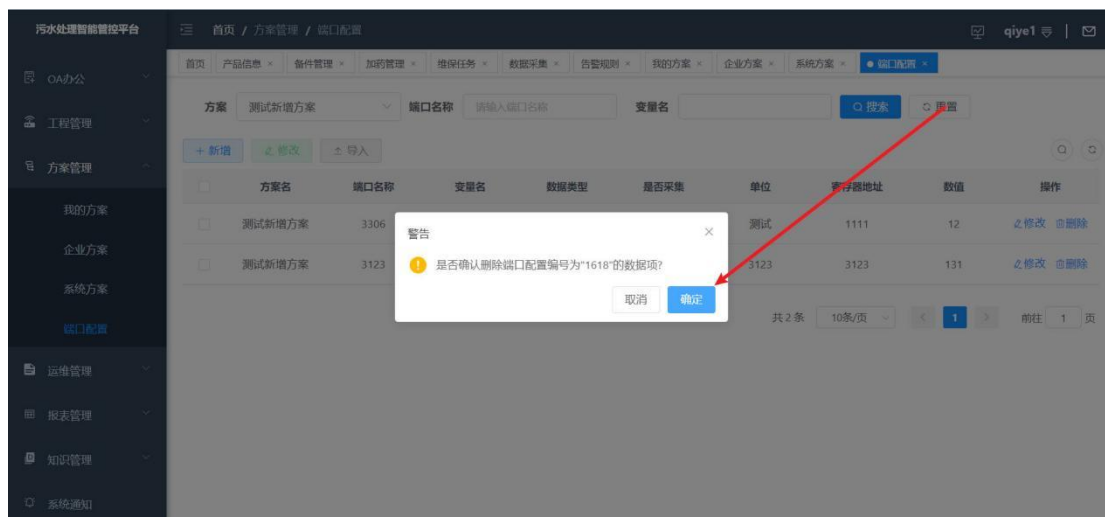 污水处理智能管控平台
首页 / 方案管理 / 端口配置
qiye1
首页 产品信息 × 备件管理 × 加药管理 × 维保任务 × 数据采集 × 告警规则 × 我的方案 × 企业方案 × 系统方案 × 端口配置 ×
OA办公
工程管理
方案管理
我的方案
企业方案
系统方案
端口配置
运维管理
报表管理
知识管理
系统通知
方案 测试新增方案 端口名称 请输入端口名称 变量名 搜索 重置
+ 新增 修改 导入
方案名 端口名称 变量名 数据类型 是否采集 单位 寄存器地址 数值 操作
测试新增方案 3306 测试 1111 12 修改 删除
测试新增方案 3123 3123 3123 131 修改 删除
警告 ×
是否确认删除端口配置编号为"1618"的数据项?
取消 确定
共 2 条 10条/页 < 1 > 前往 1 页